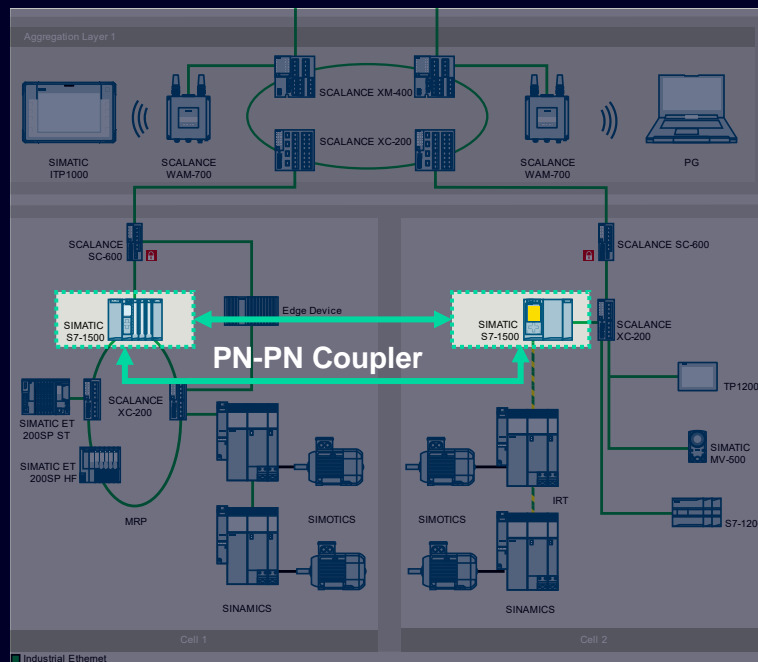 Aggregation Layer 1
SCALANCE XM-400
SCALANCE XC-200
SIMATIC
ITP1000
SCALANCE
WAM-700
SCALANCE
WAM-700
PG
SCALANCE
SC-600
SCALANCE SC-600
SIMATIC
S7-1500
Edge Device
SIMATIC
S7-1500
SCALANCE
XC-200
PN-PN Coupler
TP1200
SCALANCE
XC-200
SIMATIC ET
200SP ST
SIMATIC ET
200SP HF
SIMATIC
MV-500
MRP
SIMOTICS
SIMOTICS
IRT
S7-120
SINAMICS
SINAMICS
Cell 1
Cell 2
Industrial Ethernet